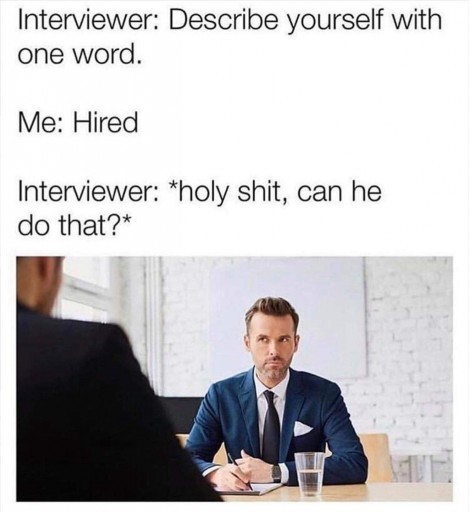 Interviewer: Describe yourself with
one word.
Me: Hired
Interviewer: *holy shit, can he
do that?*